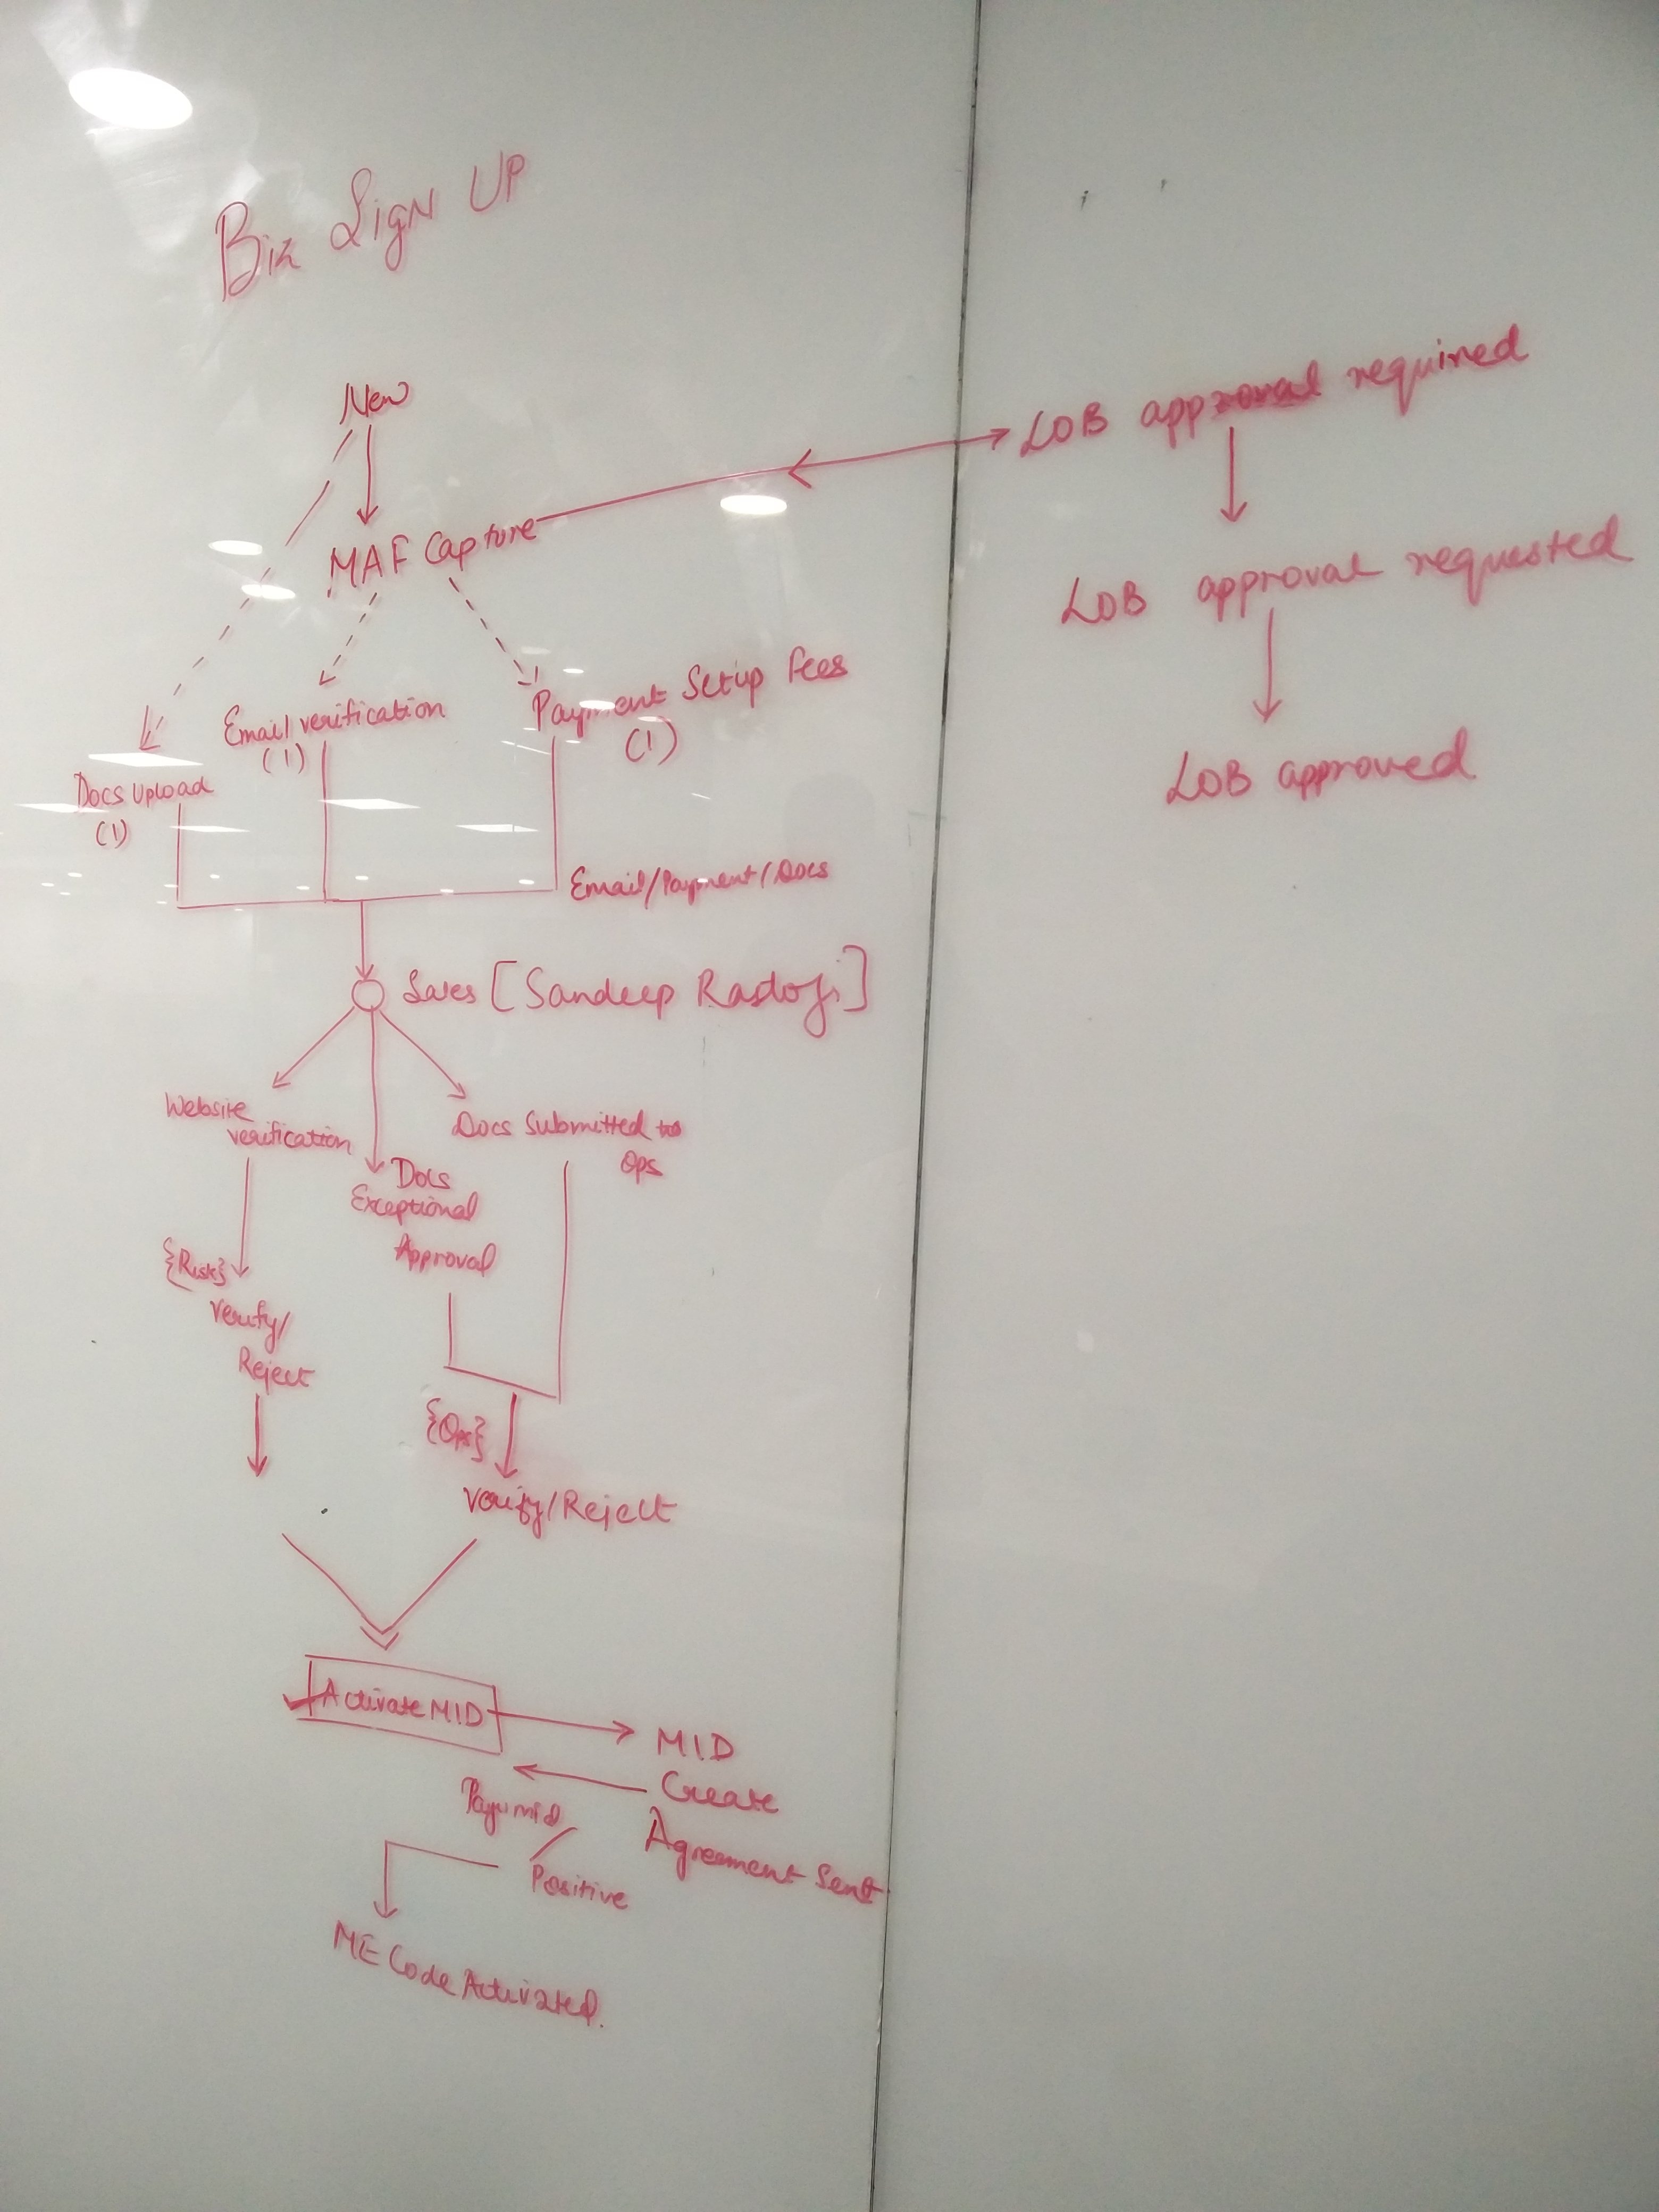 Biz Sign UP
New
MAF Capture
LOB approval required
LOB approval requested
LOB approved
Email verification
(1)
Payment Setup Fees
(1)
Docs Upload
(1)
Email/Payment/Docs
Sales [Sandeep Rastogi]
Website
verification
Docs Submitted to
Ops
Docs
Exceptional
Approval
{Risk}
Verify/
Reject
{Ops}
Verify/Reject
Activate MID
MID
Create
Agreement Sent
Payumid
Positive
ME Code Activated.